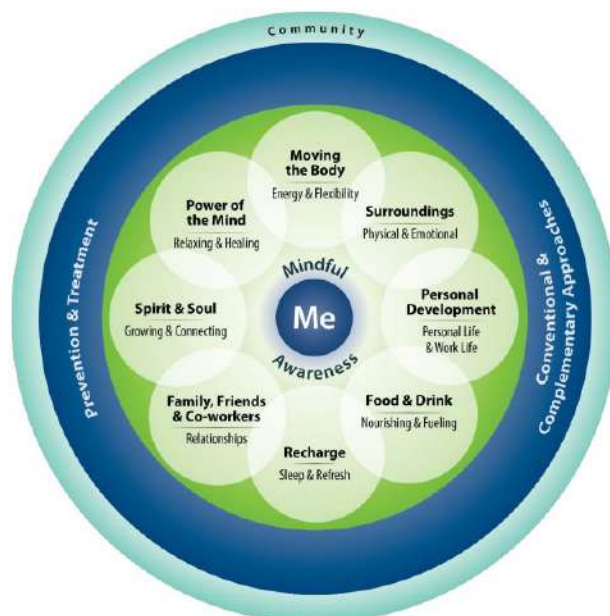 Community
Prevention & Treatment
Conventional &
Complementary Approaches
Moving
the Body
Energy & Flexibility
Surroundings
Physical & Emotional
Personal
Development
Personal Life
& Work Life
Food & Drink
Nourishing & Fueling
Recharge
Sleep & Refresh
Family, Friends
& Co-workers
Relationships
Spirit & Soul
Growing & Connecting
Power of
the Mind
Relaxing & Healing
Mindful
Me
Awareness